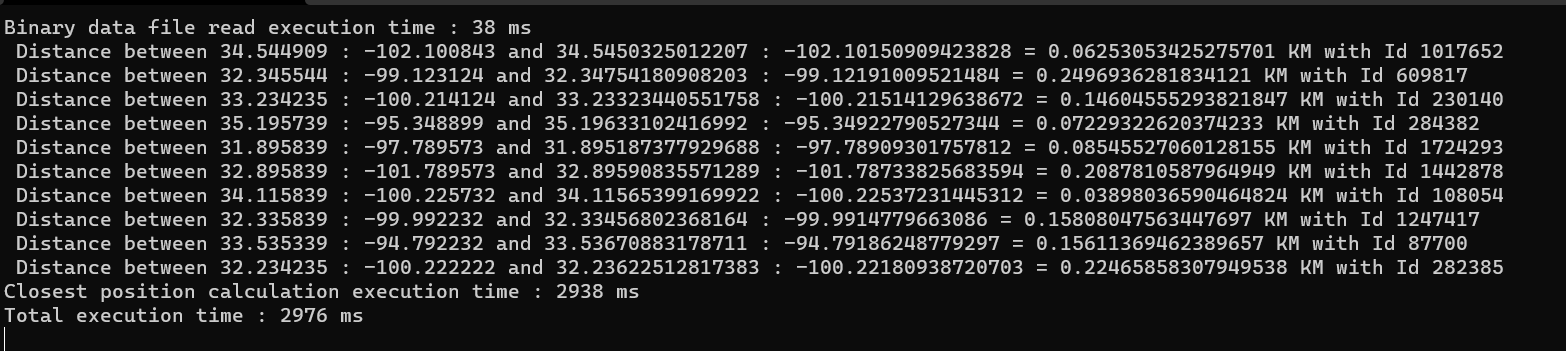 Binary data file read execution time : 38 ms
Distance between 34.544909 : -102.100843 and 34.5450325012207 : -102.10150909423828 = 0.06253053425275701 KM with Id 1017652
Distance between 32.345544 : -99.123124 and 32.34754180908203 : -99.12191009521484 = 0.2496936281834121 KM with Id 609817
Distance between 33.234235 : -100.214124 and 33.23323440551758 : -100.21514129638672 = 0.14604555293821847 KM with Id 230140
Distance between 35.195739 : -95.348899 and 35.19633102416992 : -95.34922790527344 = 0.07229322620374233 KM with Id 284382
Distance between 31.895839 : -97.789573 and 31.895187377929688 : -97.78909301757812 = 0.08545527060128155 KM with Id 1724293
Distance between 32.895839 : -101.789573 and 32.89590835571289 : -101.78733825683594 = 0.2087810587964949 KM with Id 1442878
Distance between 34.115839 : -100.225732 and 34.11565399169922 : -100.22537231445312 = 0.03898036590464824 KM with Id 108054
Distance between 32.335839 : -99.992232 and 32.33456802368164 : -99.9914779663086 = 0.15808047563447697 KM with Id 1247417
Distance between 33.535339 : -94.792232 and 33.53670883178711 : -94.79186248779297 = 0.15611369462389657 KM with Id 87700
Distance between 32.234235 : -100.222222 and 32.23622512817383 : -100.22180938720703 = 0.22465858307949538 KM with Id 282385
Closest position calculation execution time : 2938 ms
Total execution time : 2976 ms